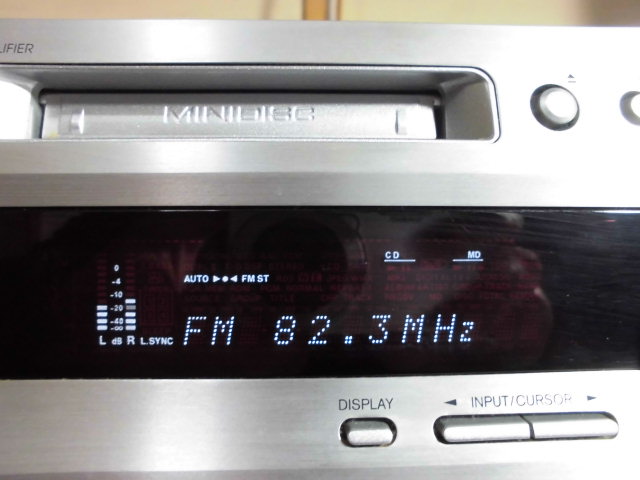 LIFIER
MINIDISC
CD MD
AUTO ►●◄ FM ST
0
-4
-10
-20
-40
-∞
L dB R L.SYNC
FM 82.3MHz
DISPLAY
◄ INPUT/CURSOR ►